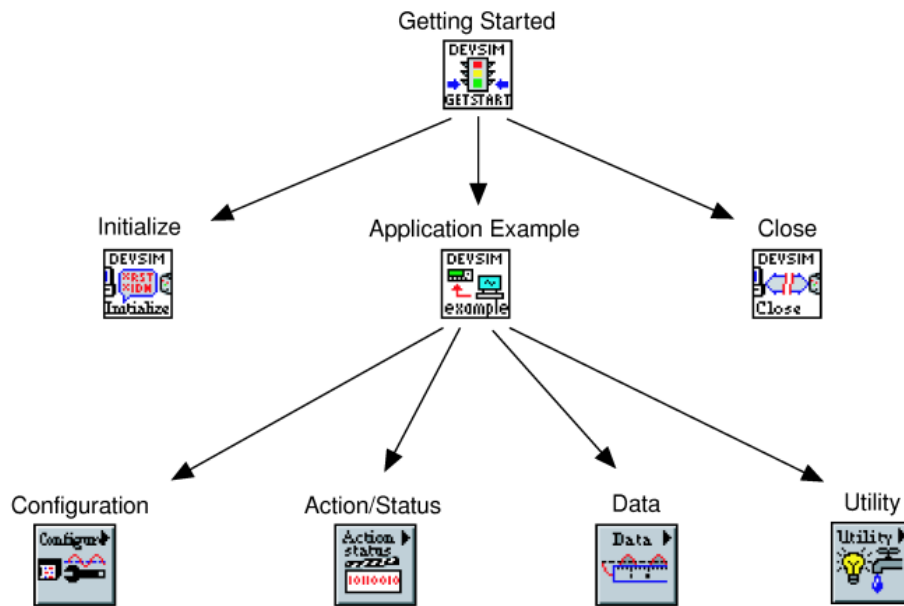 Getting Started
DEVSIM
GETSTART
Initialize
Application Example
Close
DEVSIM
*RST
*IDN
Initialize
DEVSIM
example
DEVSIM
Close
Configuration
Action/Status
Data
Utility
Configure
Action
status
10110010
Data
Utility